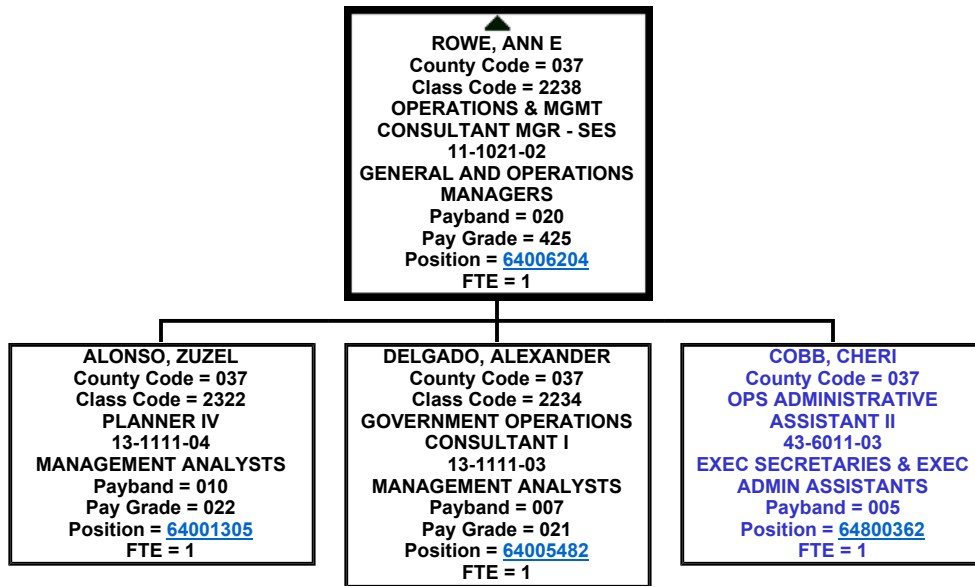 ROWE, ANN E
County Code = 037
Class Code = 2238
OPERATIONS & MGMT
CONSULTANT MGR - SES
11-1021-02
GENERAL AND OPERATIONS
MANAGERS
Payband = 020
Pay Grade = 425
Position = 64006204
FTE = 1
ALONSO, ZUZEL
County Code = 037
Class Code = 2322
PLANNER IV
13-1111-04
MANAGEMENT ANALYSTS
Payband = 010
Pay Grade = 022
Position = 64001305
FTE = 1
DELGADO, ALEXANDER
County Code = 037
Class Code = 2234
GOVERNMENT OPERATIONS
CONSULTANT I
13-1111-03
MANAGEMENT ANALYSTS
Payband = 007
Pay Grade = 021
Position = 64005482
FTE = 1
COBB, CHERI
County Code = 037
OPS ADMINISTRATIVE
ASSISTANT II
43-6011-03
EXEC SECRETARIES & EXEC
ADMIN ASSISTANTS
Payband = 005
Position = 64800362
FTE = 1